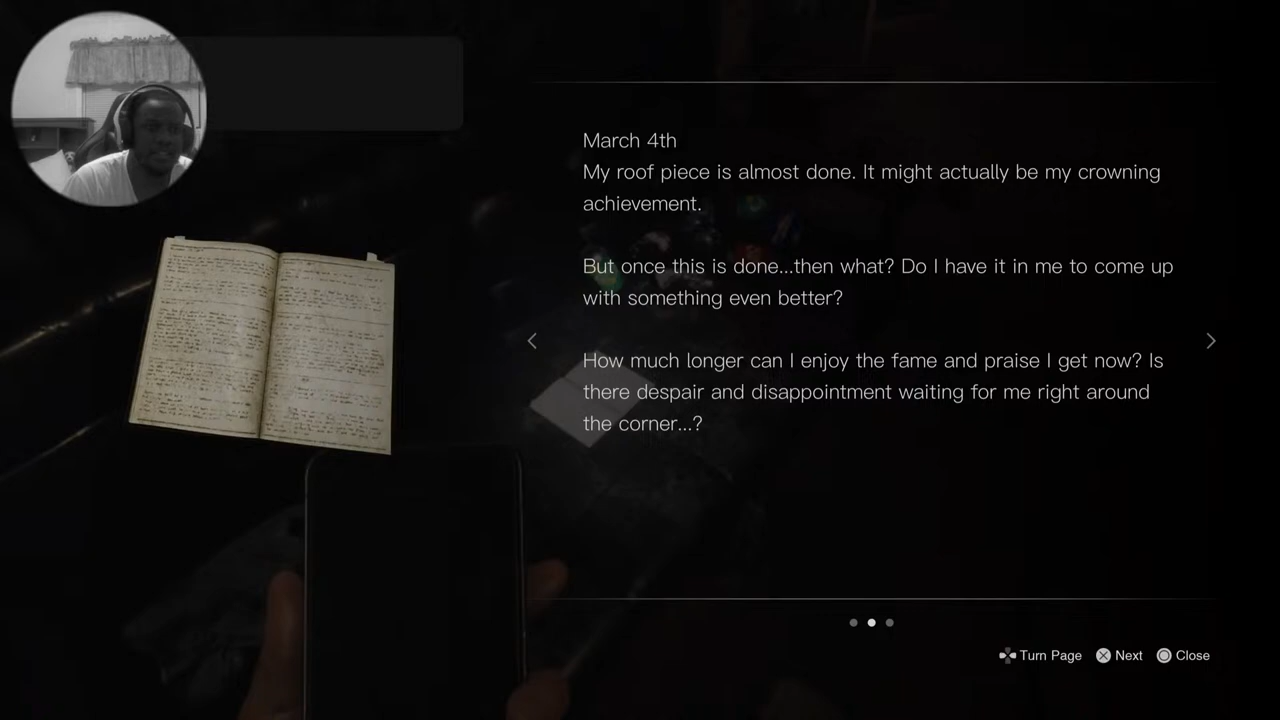 March 4th
My roof piece is almost done. It might actually be my crowning
achievement.
But once this is done...then what? Do I have it in me to come up
with something even better?
How much longer can I enjoy the fame and praise I get now? Is
there despair and disappointment waiting for me right around
the corner...?
Turn Page Next Close